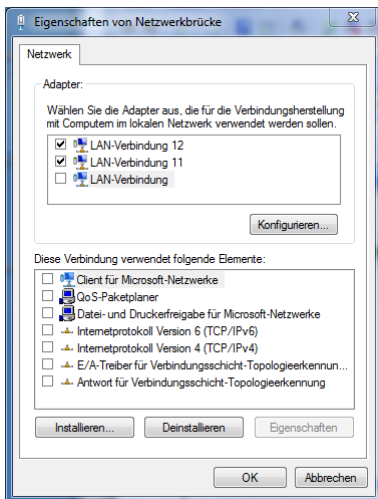 Eigenschaften von Netzwerkbrücke
Netzwerk
Adapter:
Wählen Sie die Adapter aus, die für die Verbindungsherstellung
mit Computern im lokalen Netzwerk verwendet werden sollen.
LAN-Verbindung 12
LAN-Verbindung 11
LAN-Verbindung
Konfigurieren...
Diese Verbindung verwendet folgende Elemente:
Client für Microsoft-Netzwerke
QoS-Paketplaner
Datei- und Druckerfreigabe für Microsoft-Netzwerke
Internetprotokoll Version 6 (TCP/IPv6)
Internetprotokoll Version 4 (TCP/IPv4)
E/A-Treiber für Verbindungsschicht-Topologieerkennun...
Antwort für Verbindungsschicht-Topologieerkennung
Installieren... Deinstallieren Eigenschaften
OK Abbrechen